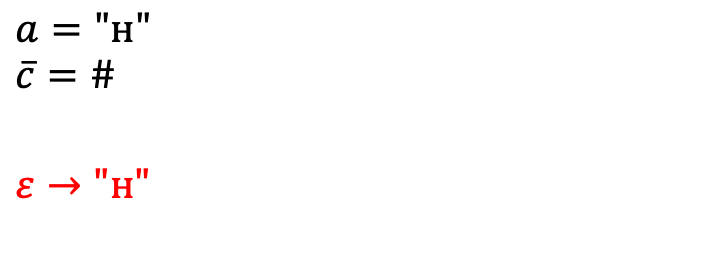 a = "н"
c̄ = #
ε → "н"